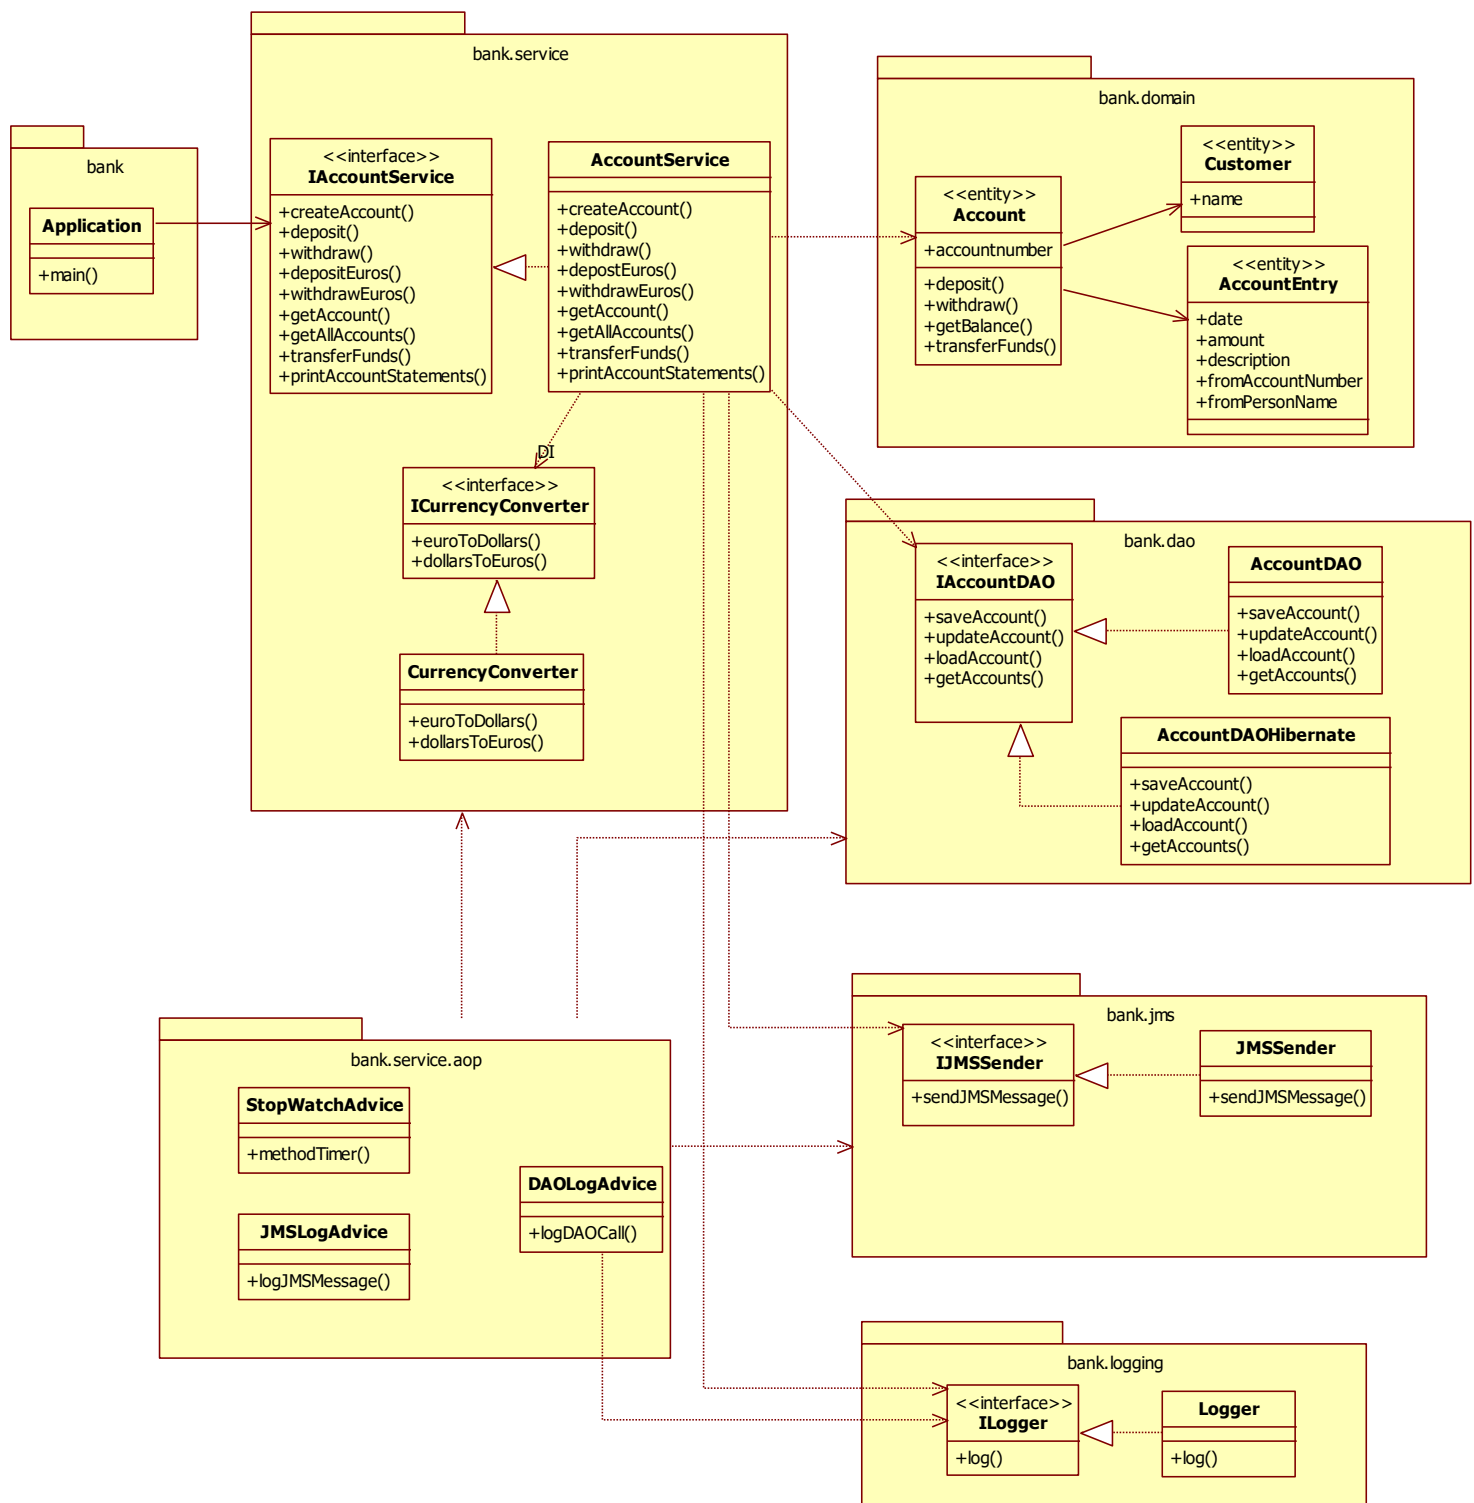 bank.service
bank
Application
+main()
<<interface>>
IAccountService
+createAccount()
+deposit()
+withdraw()
+depositEuros()
+withdrawEuros()
+getAccount()
+getAllAccounts()
+transferFunds()
+printAccountStatements()
AccountService
+createAccount()
+deposit()
+withdraw()
+depostEuros()
+withdrawEuros()
+getAccount()
+getAllAccounts()
+transferFunds()
+printAccountStatements()
DI
<<interface>>
ICurrencyConverter
+euroToDollars()
+dollarsToEuros()
CurrencyConverter
+euroToDollars()
+dollarsToEuros()
bank.domain
<<entity>>
Account
+accountnumber
+deposit()
+withdraw()
+getBalance()
+transferFunds()
<<entity>>
Customer
+name
<<entity>>
AccountEntry
+date
+amount
+description
+fromAccountNumber
+fromPersonName
bank.dao
<<interface>>
IAccountDAO
+saveAccount()
+updateAccount()
+loadAccount()
+getAccounts()
AccountDAO
+saveAccount()
+updateAccount()
+loadAccount()
+getAccounts()
AccountDAOHibernate
+saveAccount()
+updateAccount()
+loadAccount()
+getAccounts()
bank.service.aop
StopWatchAdvice
+methodTimer()
DAOLogAdvice
+logDAOCall()
JMSLogAdvice
+logJMSMessage()
bank.jms
<<interface>>
IJMSSender
+sendJMSMessage()
JMSSender
+sendJMSMessage()
bank.logging
<<interface>>
ILogger
+log()
Logger
+log()